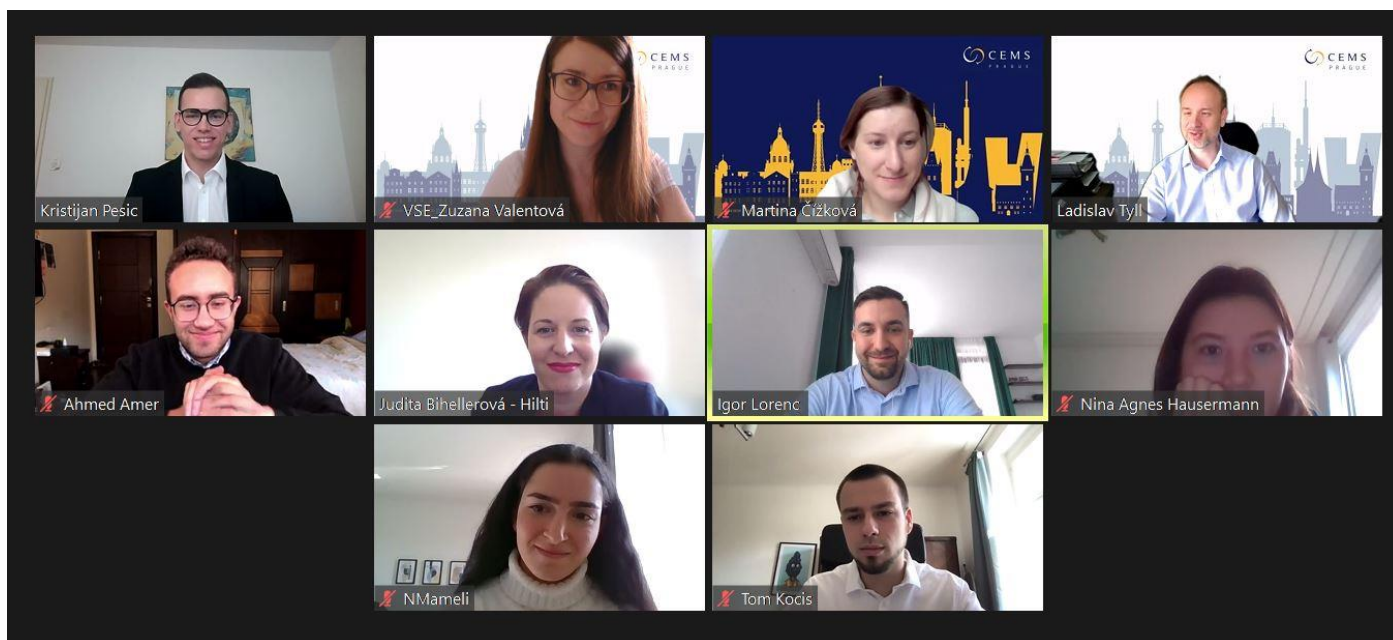 CEMS
PRAGUE
CEMS
PRAGUE
CEMS
PRAGUE
Kristijan Pesic
VSE_Zuzana Valentová
Martina Čížková
Ladislav Tyll
Ahmed Amer
Judita Bihellerová - Hilti
Igor Lorenc
Nina Agnes Hausermann
NMameli
Tom Kocis